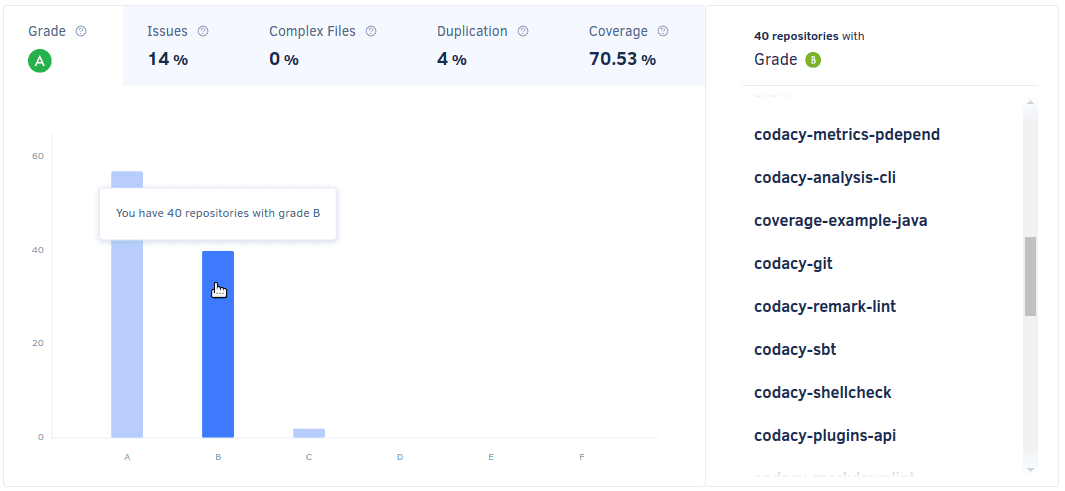 Grade
A
Issues
14 %
Complex Files
0 %
Duplication
4 %
Coverage
70.53 %
60
40
20
0
You have 40 repositories with grade B
A B C D E F
40 repositories with
Grade B
codacy-metrics-pdepend
codacy-analysis-cli
coverage-example-java
codacy-git
codacy-remark-lint
codacy-sbt
codacy-shellcheck
codacy-plugins-api